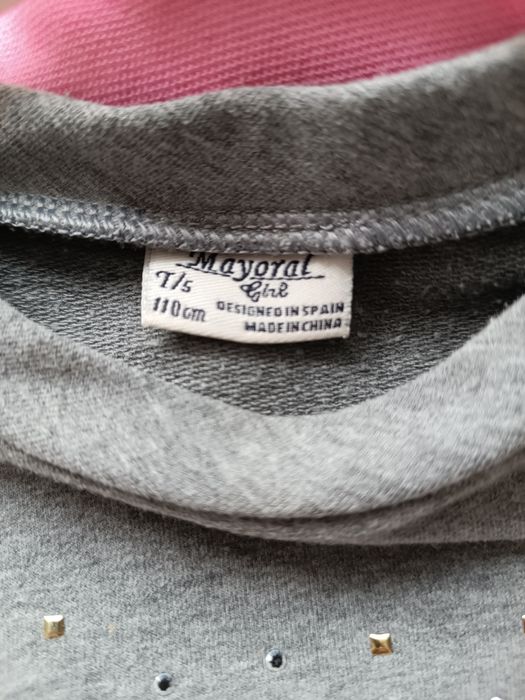 Mayoral
Girl
T/5
110cm
DESIGNED IN SPAIN
MADE IN CHINA